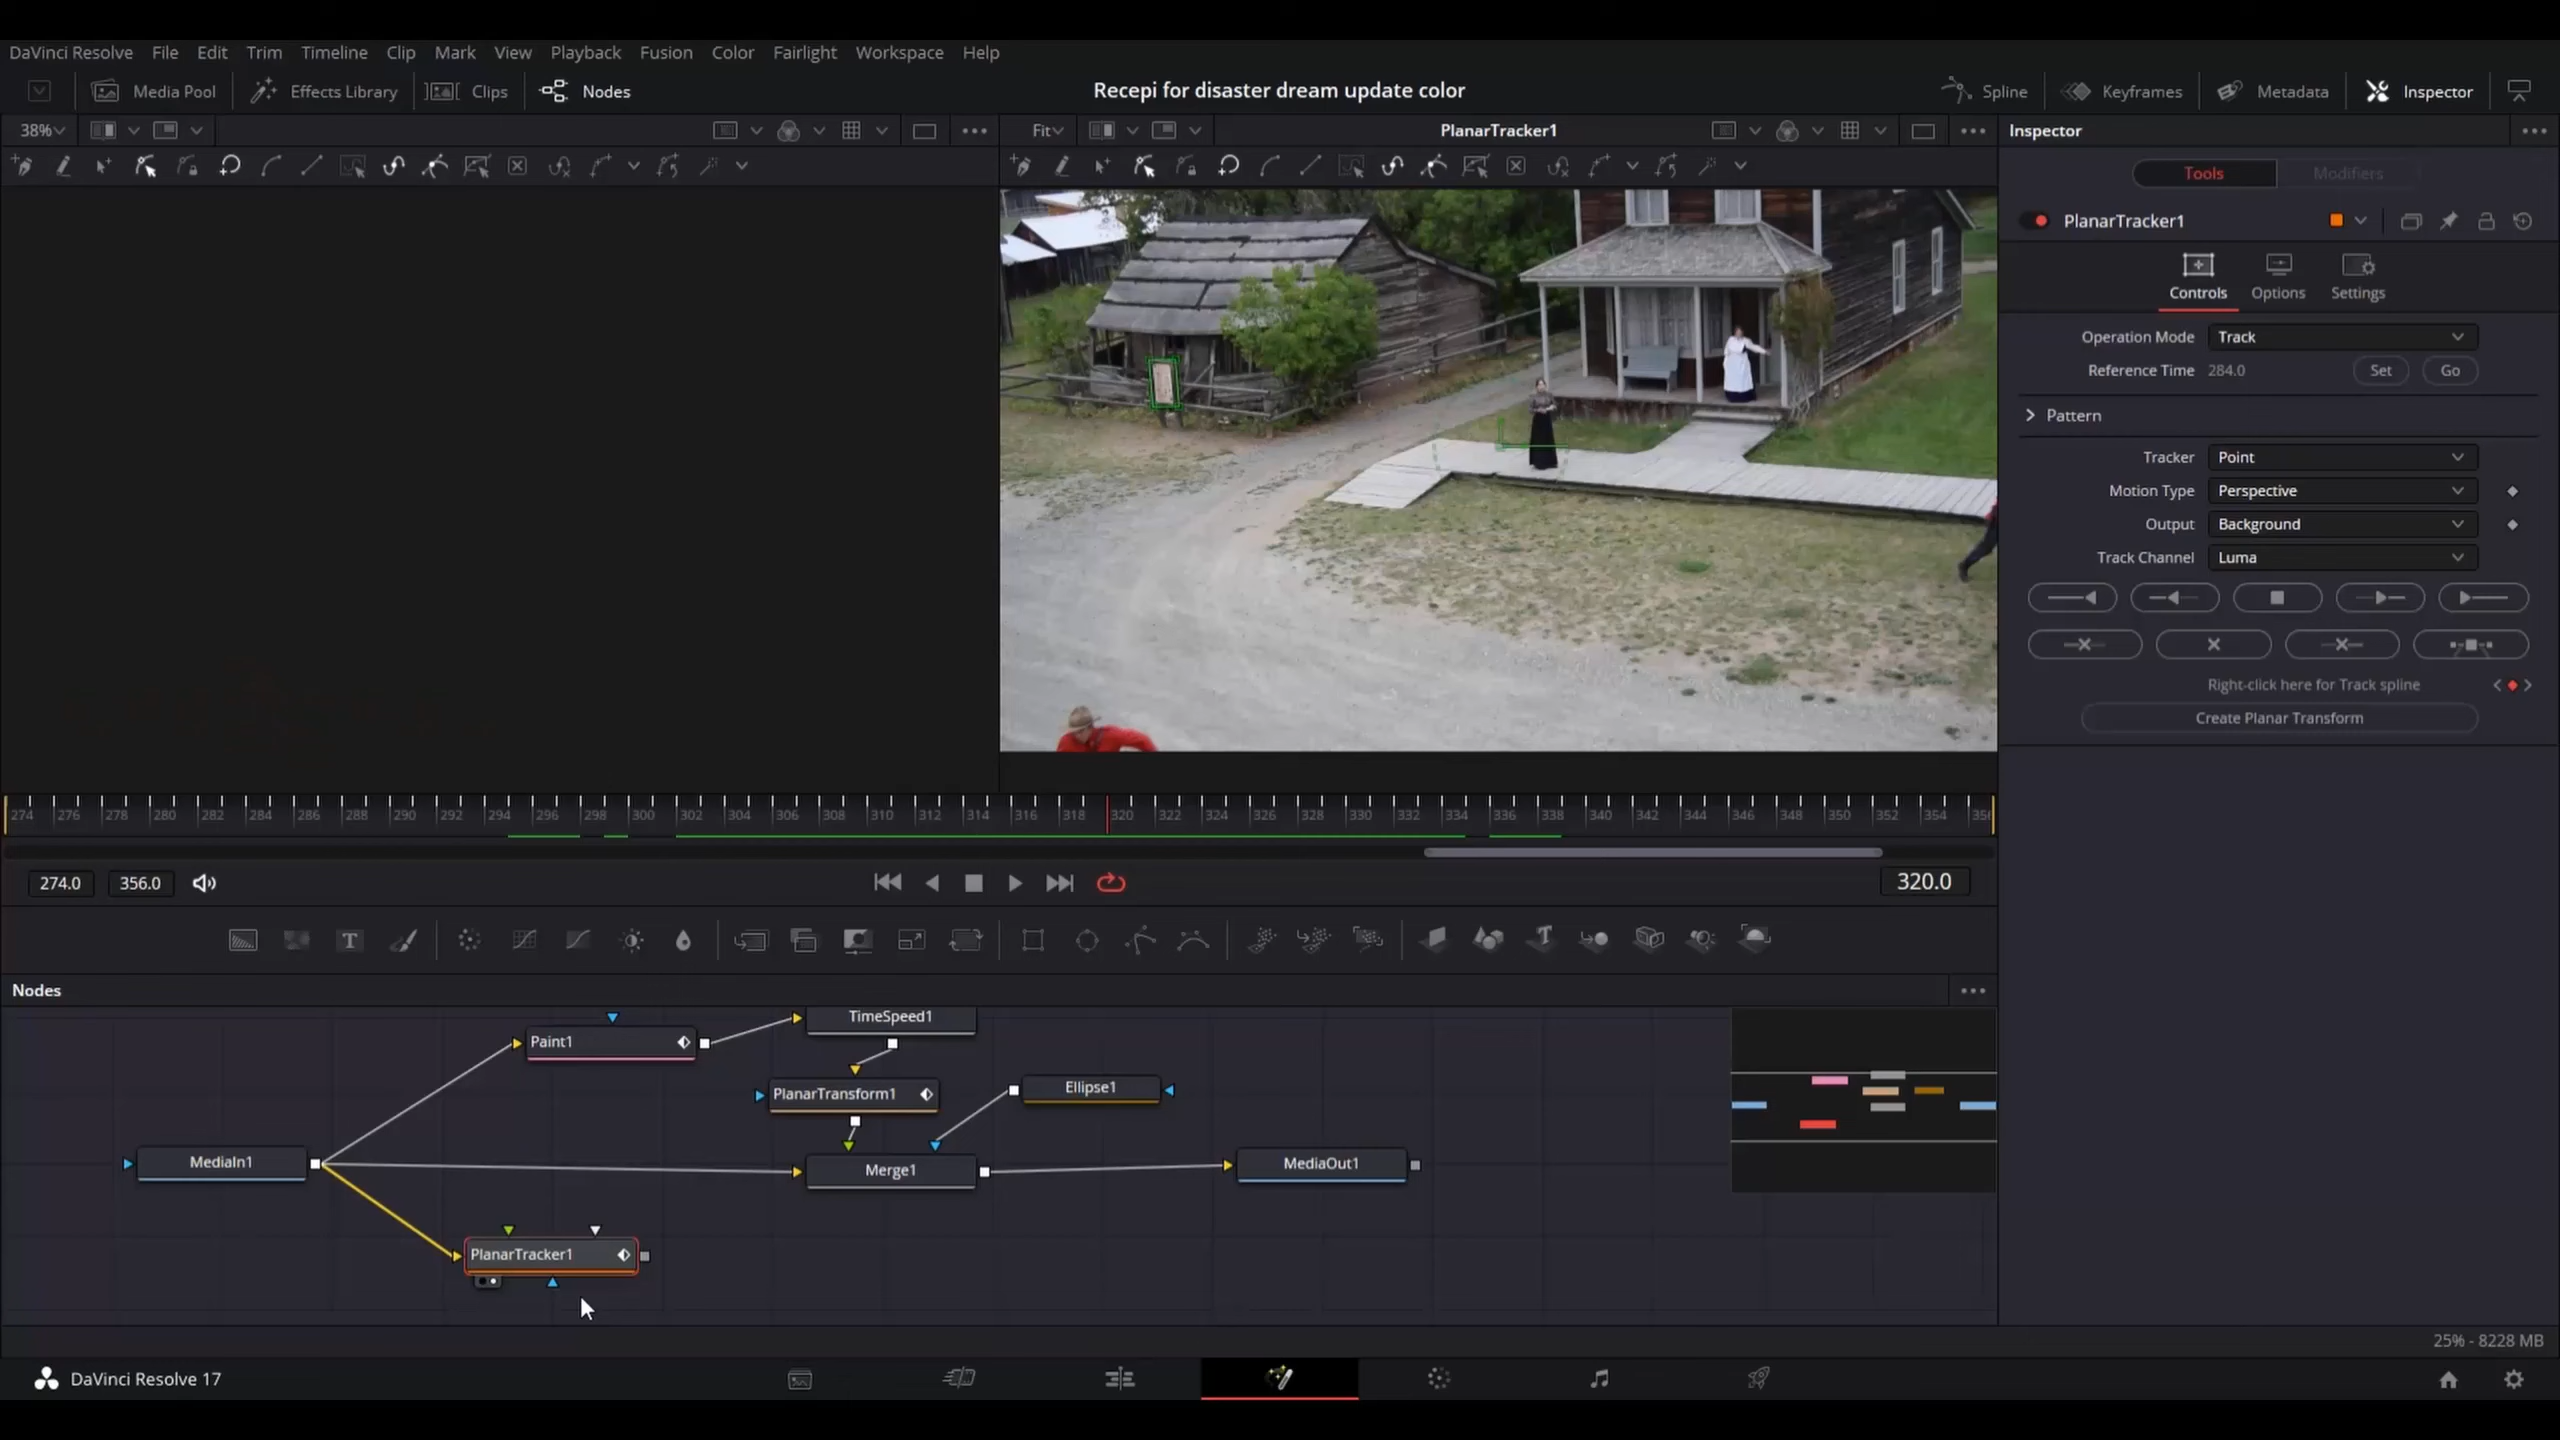 DaVinci Resolve File Edit Trim Timeline Clip Mark View Playback Fusion Color Fairlight Workspace Help
Media Pool Effects Library Clips Nodes Recepi for disaster dream update color Spline Keyframes Metadata Inspector
38% Fit PlanarTracker1 Inspector
Tools Modifiers
PlanarTracker1
Controls Options Settings
Operation Mode Track
Reference Time 284.0 Set Go
Pattern
Tracker Point
Motion Type Perspective
Output Background
Track Channel Luma
Right-click here for Track spline
Create Planar Transform
274 276 278 280 282 284 286 288 290 292 294 296 298 300 302 304 306 308 310 312 314 316 318 320 322 324 326 328 330 332 334 336 338 340 342 344 346 348 350 352 354 356
274.0 356.0 320.0
T
Nodes
TimeSpeed1
Paint1
PlanarTransform1 Ellipse1
MediaIn1 Merge1 MediaOut1
PlanarTracker1
25% - 8228 MB
DaVinci Resolve 17